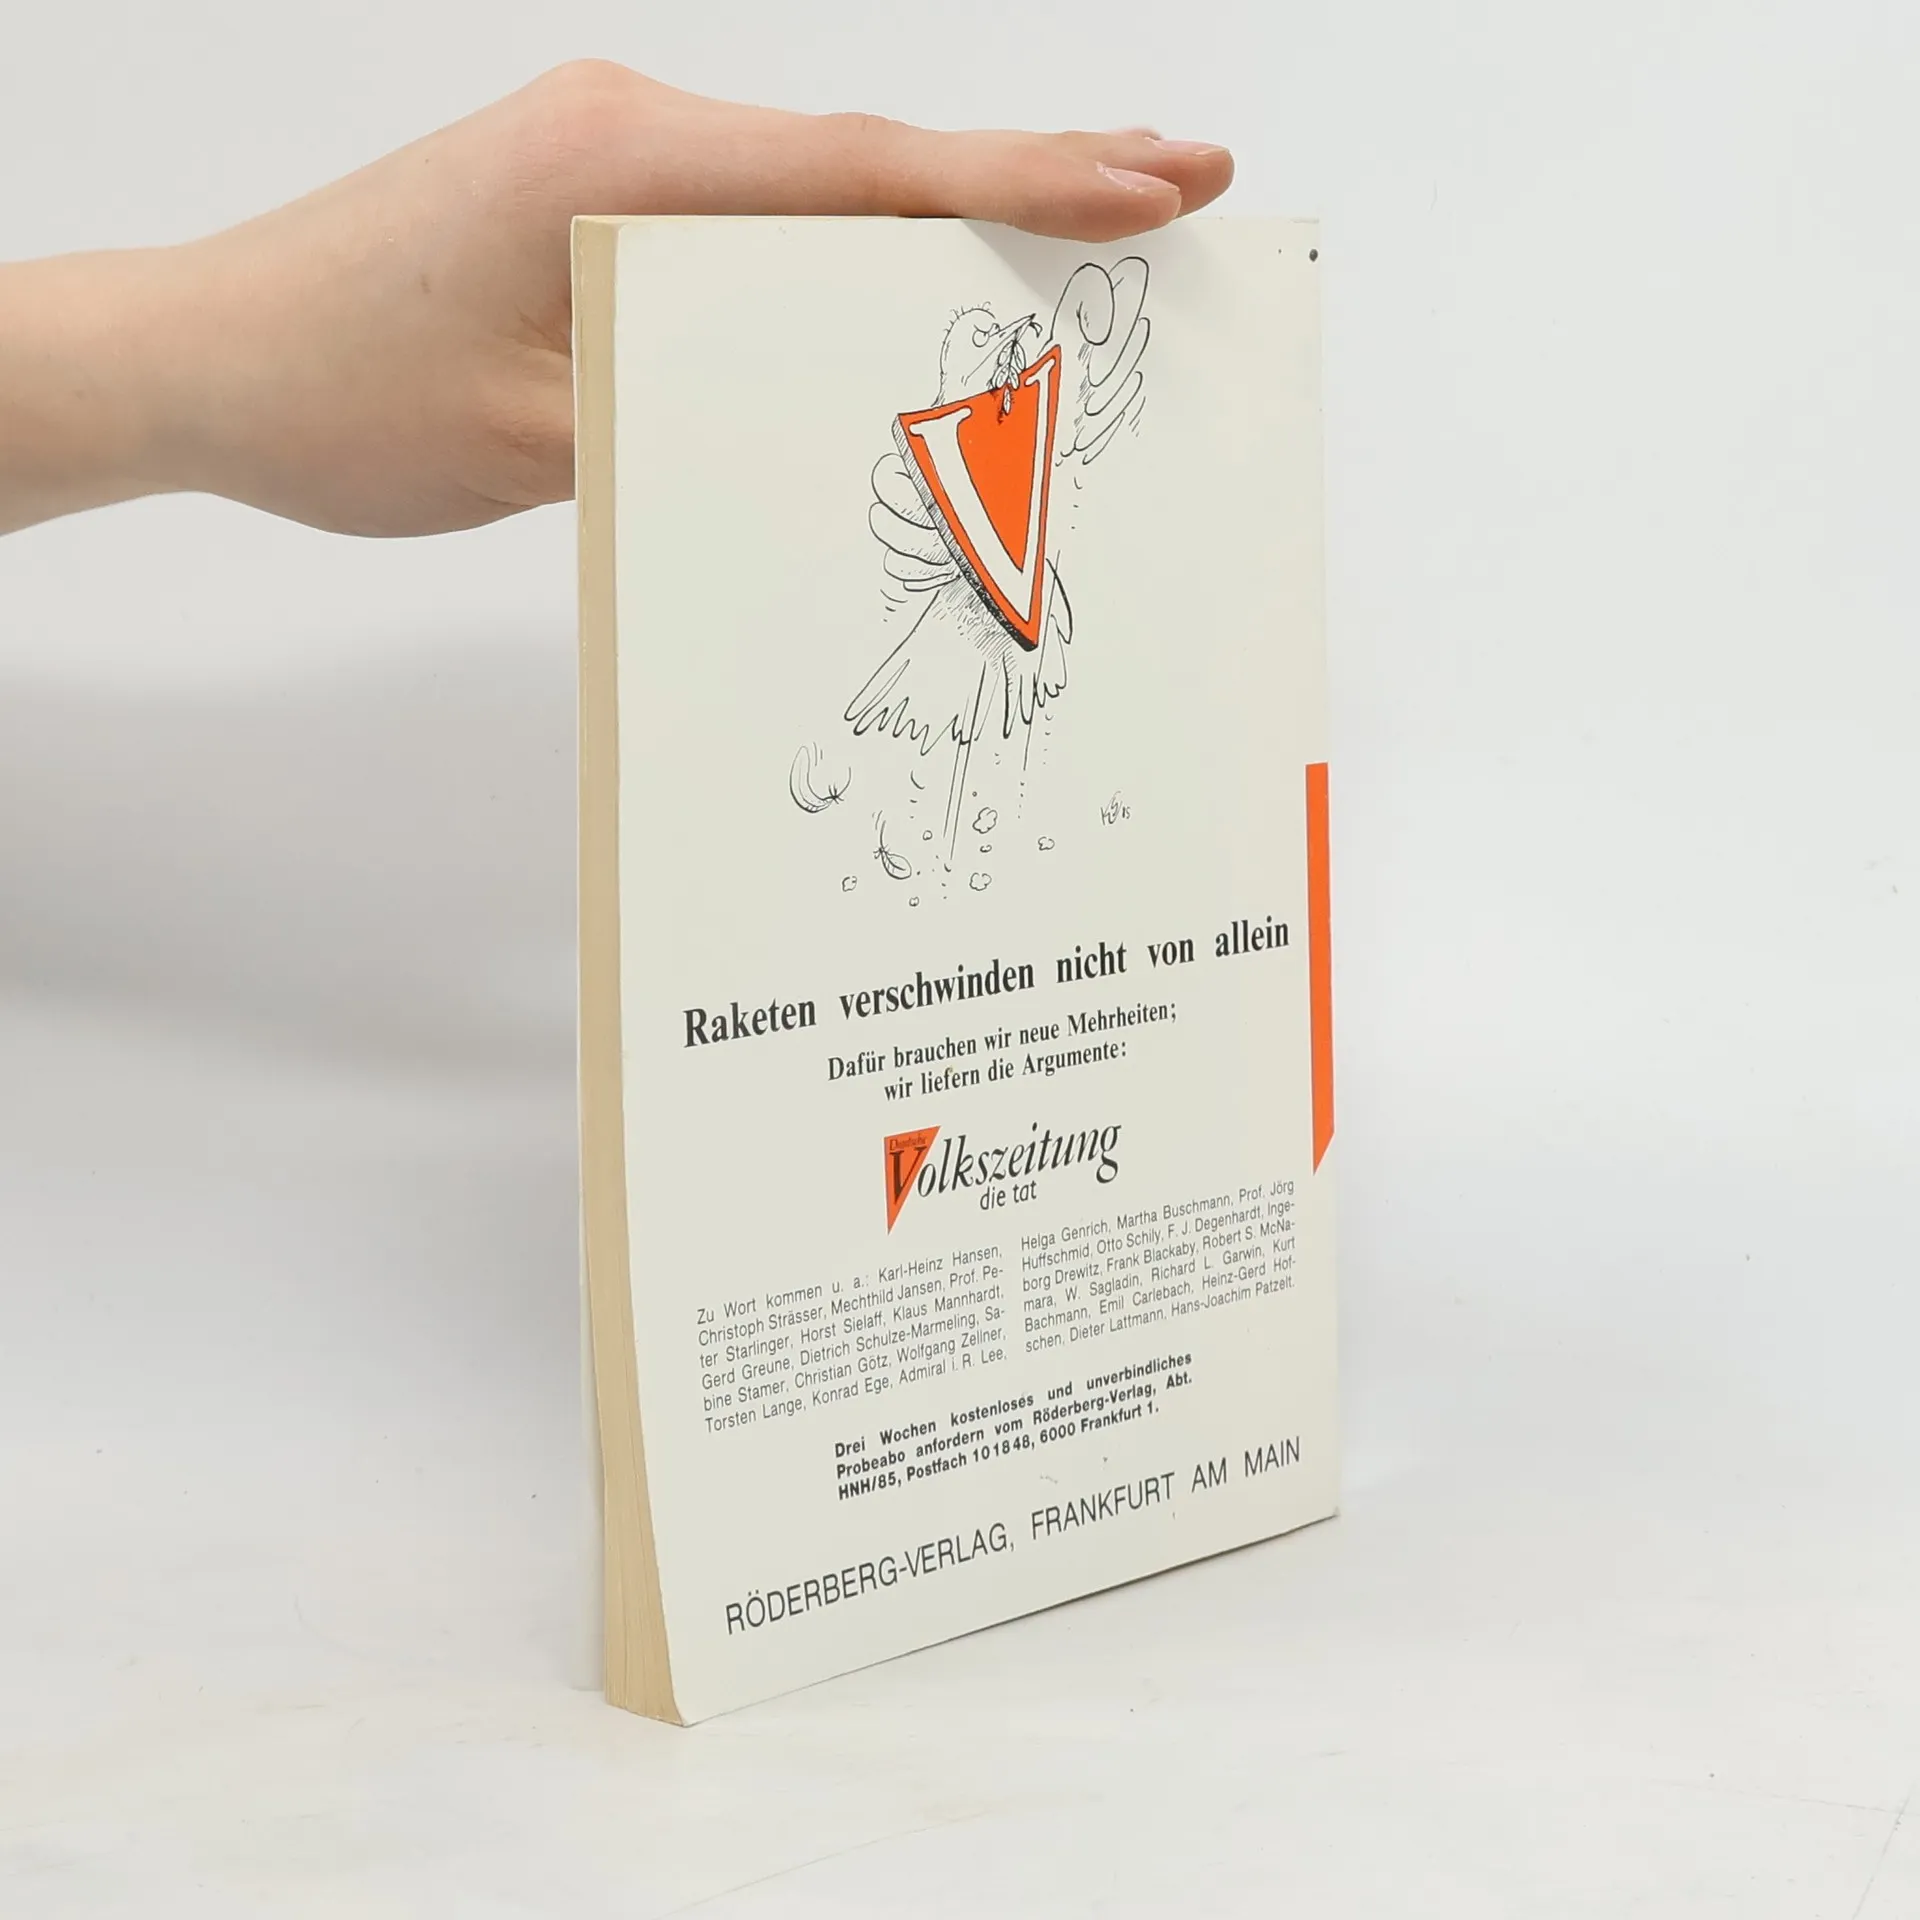 V
KS 85
Raketen verschwinden nicht von allein
Dafür brauchen wir neue Mehrheiten;
wir liefern die Argumente:
Deutsche
Volkszeitung
die tat
Zu Wort kommen u. a.: Karl-Heinz Hansen,
Christoph Strässer, Mechthild Jansen, Prof. Pe-
ter Starlinger, Horst Sielaff, Klaus Mannhardt,
Gerd Greune, Dietrich Schulze-Marmeling, Sa-
bine Stamer, Christian Götz, Wolfgang Zellner,
Torsten Lange, Konrad Ege, Admiral i. R. Lee,
Helga Genrich, Martha Buschmann, Prof. Jörg
Huffschmid, Otto Schily, F. J. Degenhardt, Inge-
borg Drewitz, Frank Blackaby, Robert S. McNa-
mara, W. Sagladin, Richard L. Garwin, Kurt
Bachmann, Emil Carlebach, Heinz-Gerd Hof-
schen, Dieter Lattmann, Hans-Joachim Patzelt.
Drei Wochen kostenloses und unverbindliches
Probeabo anfordern vom Röderberg-Verlag, Abt.
HNH/85, Postfach 10 18 48, 6000 Frankfurt 1.
RÖDERBERG-VERLAG, FRANKFURT AM MAIN